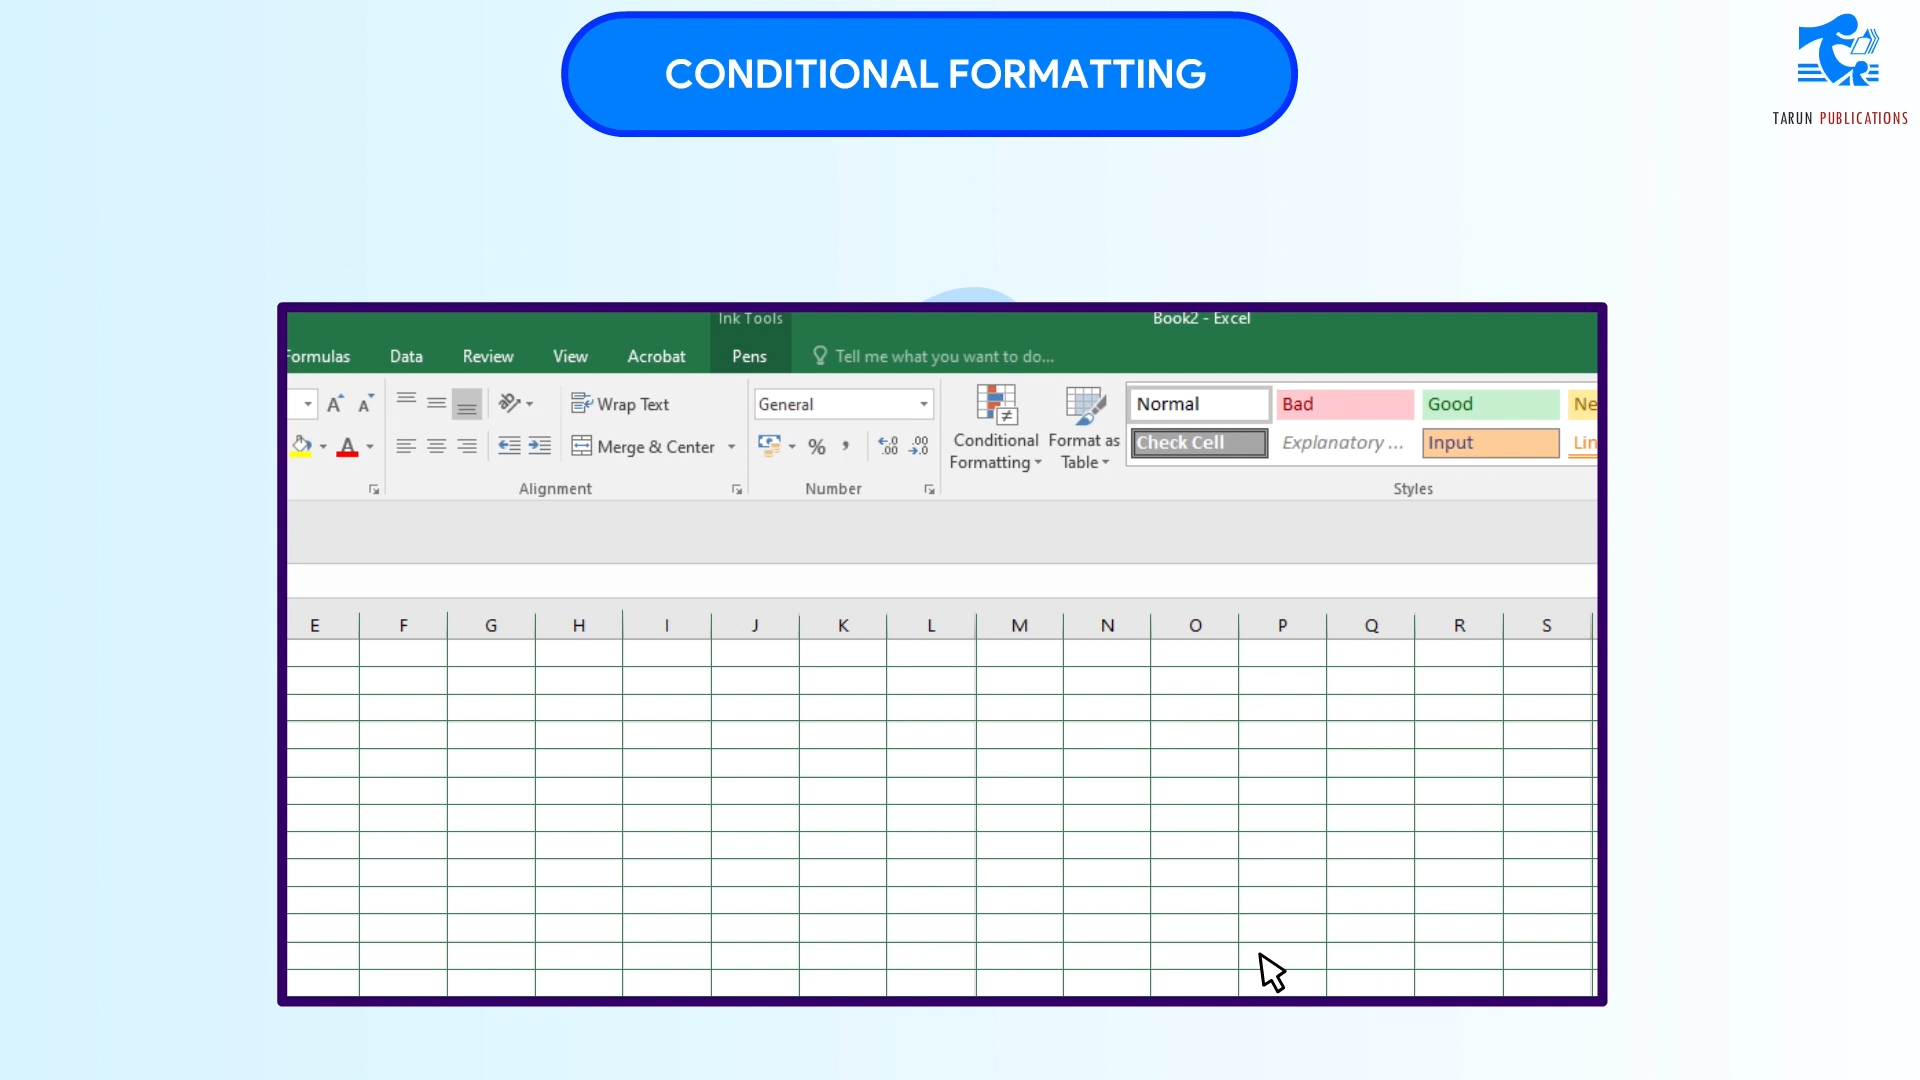 CONDITIONAL FORMATTING
TARUN PUBLICATIONS
Ink Tools
Book2 - Excel
Formulas Data Review View Acrobat Pens Tell me what you want to do...
Wrap Text
General
Conditional Formatting
Format as Table
Normal Bad Good Ne
Merge & Center
%
Check Cell Explanatory ... Input Lin
Alignment Number Styles
E F G H I J K L M N O P Q R S